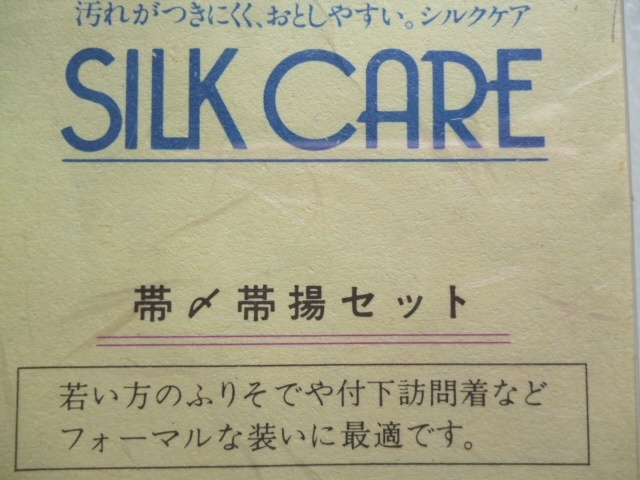 汚れがつきにくく、おとしやすい。シルクケア
SILK CARE
帯〆帯揚セット
若い方のふりそでや付下訪問着など
フォーマルな装いに最適です。